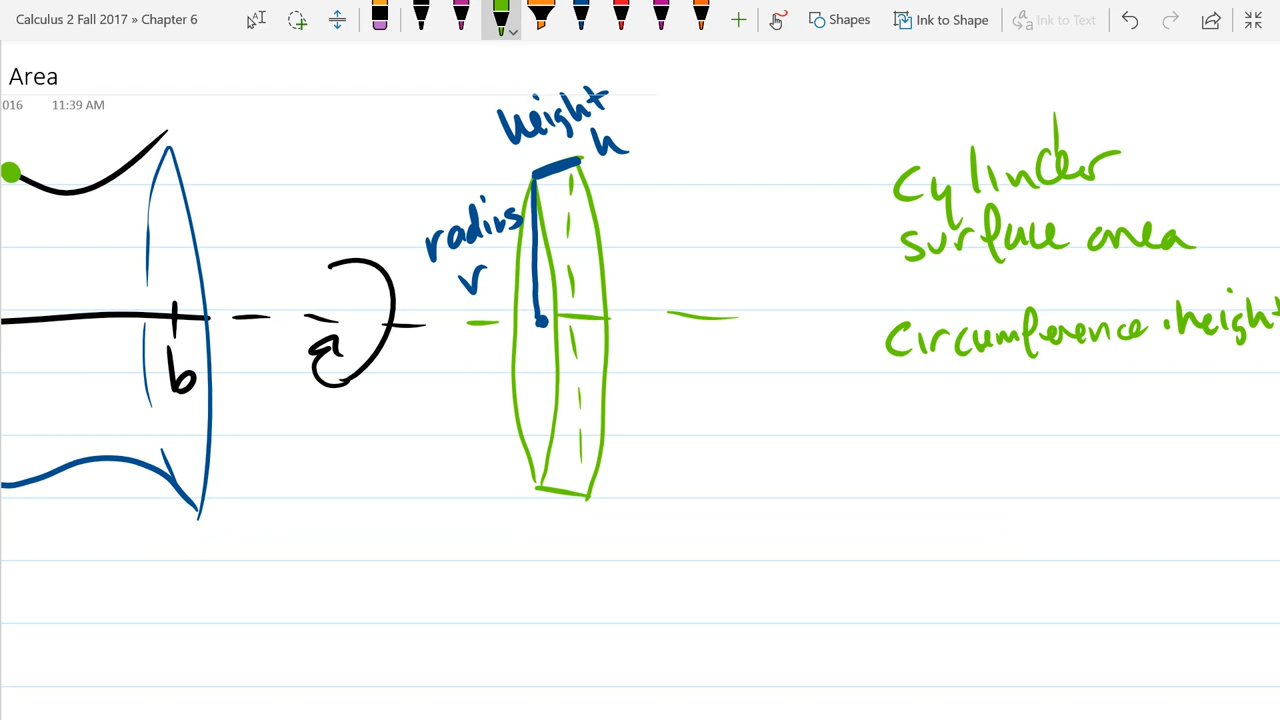 Calculus 2 Fall 2017 » Chapter 6
Shapes
Ink to Shape
Ink to Text
Area
016 11:39 AM
height
h
radius
r
b
cylinder
surface area
circumference · height